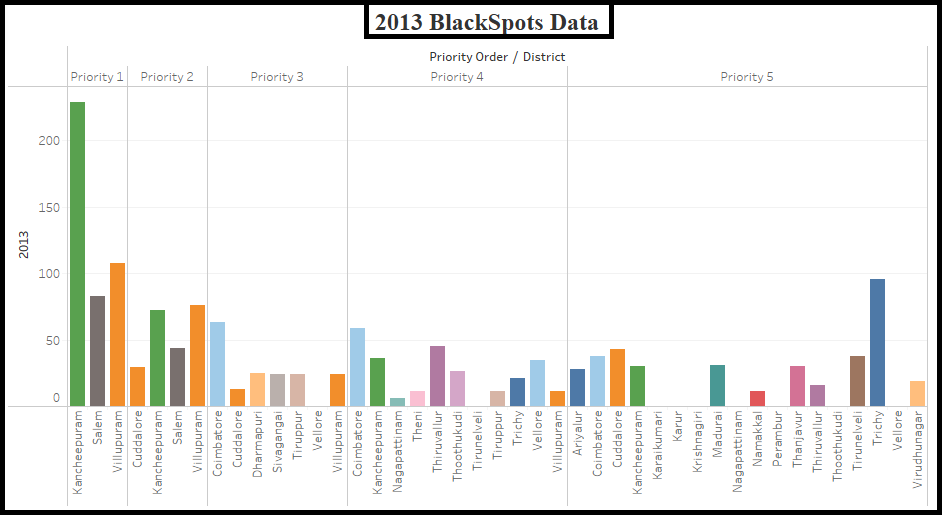 2013 BlackSpots Data
Priority Order / District
Priority 1 Priority 2 Priority 3 Priority 4 Priority 5
2013
200
150
100
50
0
Kancheepuram
Salem
Villupuram
Cuddalore
Kancheepuram
Salem
Villupuram
Coimbatore
Cuddalore
Dharmapuri
Sivagangai
Tiruppur
Vellore
Villupuram
Coimbatore
Kancheepuram
Nagapattinam
Theni
Thiruvallur
Thoothukudi
Tirunelveli
Tiruppur
Trichy
Vellore
Villupuram
Ariyalur
Coimbatore
Cuddalore
Kancheepuram
Karaikumari
Karur
Krishnagiri
Madurai
Nagapattinam
Namakkal
Perambur
Thanjavur
Thiruvallur
Thoothukudi
Tirunelveli
Trichy
Vellore
Virudhunagar